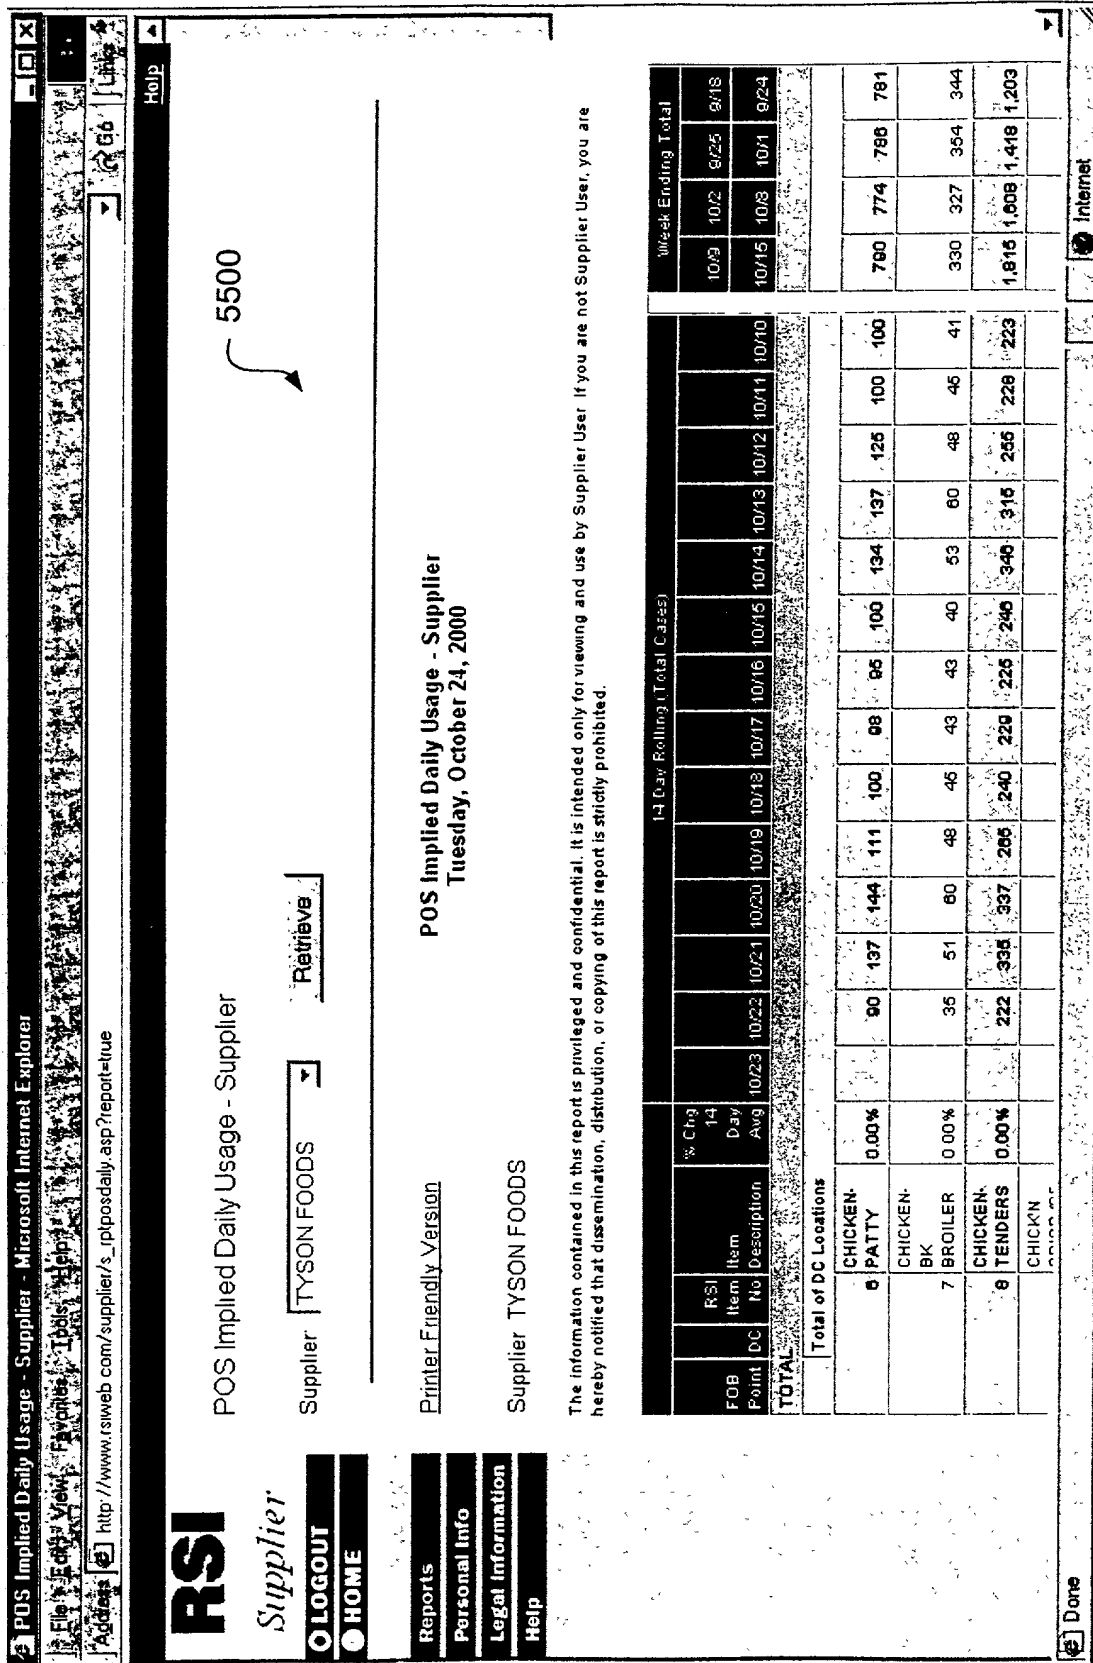 POS Implied Daily Usage - Supplier - Microsoft Internet Explorer
File Edit View Favorites Tools Help
Address http://www.rsiweb com/supplier/s_rptposdaily.asp?report=true Go Links
Help
RSI
Supplier
LOGOUT
HOME
Reports
Personal Info
Legal Information
Help
POS Implied Daily Usage - Supplier
5500
Supplier TYSON FOODS Retrieve
Printer Friendly Version
POS Implied Daily Usage - Supplier
Tuesday, October 24, 2000
Supplier TYSON FOODS
The information contained in this report is privileged and confidential. It is intended only for viewing and use by Supplier User If you are not Supplier User, you are
hereby notified that dissemination, distribution, or copying of this report is strictly prohibited.
14 Day Rolling (Total Cases) Week Ending Total
FOB Point DC RSI Item No Item Description % Chg 14 Day Avg 10/23 10/22 10/21 10/20 10/19 10/18 10/17 10/16 10/15 10/14 10/13 10/12 10/11 10/10 10/9 10/2 9/25 9/18
10/15 10/8 10/1 9/24
TOTAL
Total of DC Locations
6 CHICKEN- PATTY 0.00% 90 137 144 111 100 98 95 100 134 137 125 100 100 790 774 786 781
7 CHICKEN- BK BROILER 0 00% 35 51 60 48 45 43 43 40 53 60 48 45 41 330 327 354 344
8 CHICKEN- TENDERS 0.00% 222 335 337 265 240 229 225 246 346 315 255 228 223 1,815 1,608 1,418 1,203
CHICK'N
Done Internet